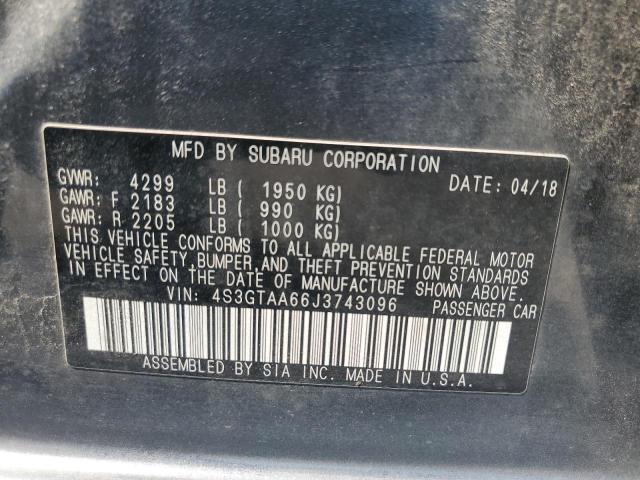 MFD BY SUBARU CORPORATION
GVWR: 4299 LB ( 1950 KG) DATE: 04/18
GAWR: F 2183 LB ( 990 KG)
GAWR: R 2205 LB ( 1000 KG)
THIS VEHICLE CONFORMS TO ALL APPLICABLE FEDERAL MOTOR
VEHICLE SAFETY, BUMPER, AND THEFT PREVENTION STANDARDS
IN EFFECT ON THE DATE OF MANUFACTURE SHOWN ABOVE.
VIN: 4S3GTAA66J3743096 PASSENGER CAR
ASSEMBLED BY SIA INC. MADE IN U.S.A.